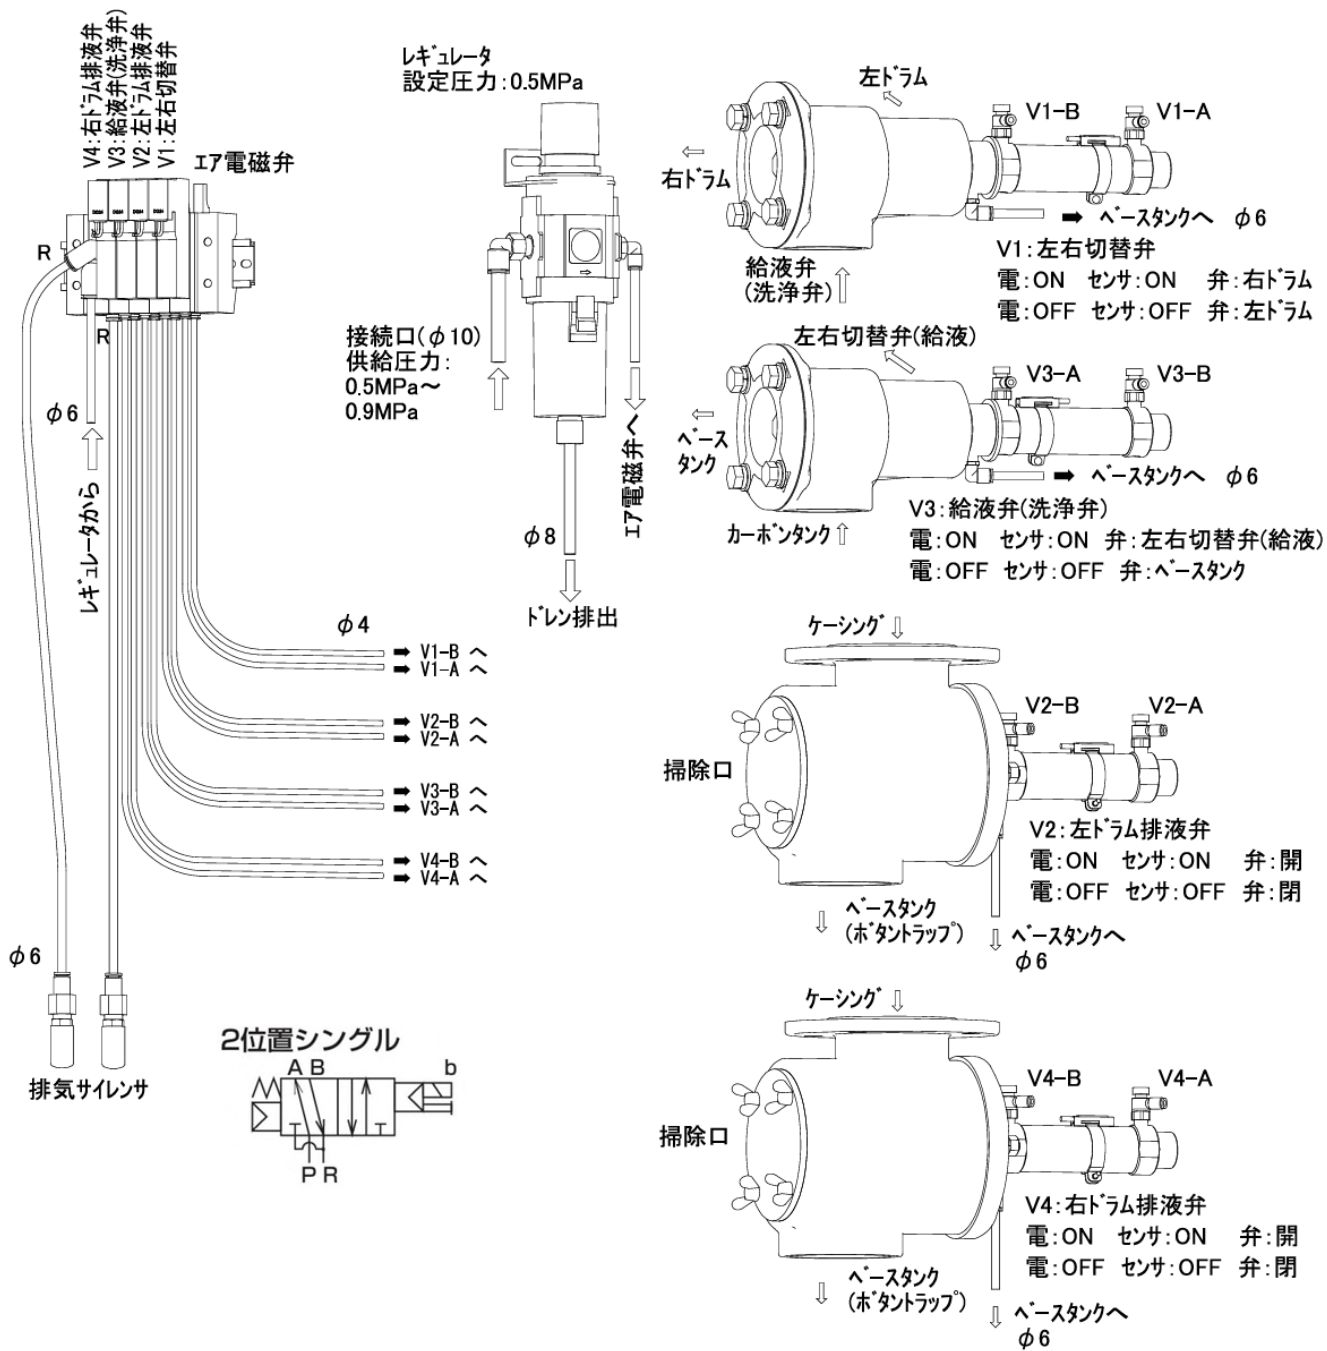 V4:右ドラム排液弁
V3:給液弁(洗浄弁)
V2:左ドラム排液弁
V1:左右切替弁
エア電磁弁
R
R
φ6
レギュレータから
φ6
排気サイレンサ
φ4
V1-B へ
V1-A へ
V2-B へ
V2-A へ
V3-B へ
V3-A へ
V4-B へ
V4-A へ
2位置シングル
A B
b
P R
レギュレータ
設定圧力:0.5MPa
接続口(φ10)
供給圧力:
0.5MPa～
0.9MPa
エア電磁弁へ
φ8
ドレン排出
左ドラム
V1-B
V1-A
右ドラム
ベースタンクへ φ6
給液弁
(洗浄弁)
V1:左右切替弁
電:ON センサ:ON 弁:右ドラム
電:OFF センサ:OFF 弁:左ドラム
左右切替弁(給液)
V3-A
V3-B
ベース
タンク
ベースタンクへ φ6
カーボンタンク
V3:給液弁(洗浄弁)
電:ON センサ:ON 弁:左右切替弁(給液)
電:OFF センサ:OFF 弁:ベースタンク
ケーシング
V2-B
V2-A
掃除口
V2:左ドラム排液弁
電:ON センサ:ON 弁:開
電:OFF センサ:OFF 弁:閉
ベースタンク
(ボタントラップ)
ベースタンクへ
φ6
ケーシング
V4-B
V4-A
掃除口
V4:右ドラム排液弁
電:ON センサ:ON 弁:開
電:OFF センサ:OFF 弁:閉
ベースタンク
(ボタントラップ)
ベースタンクへ
φ6